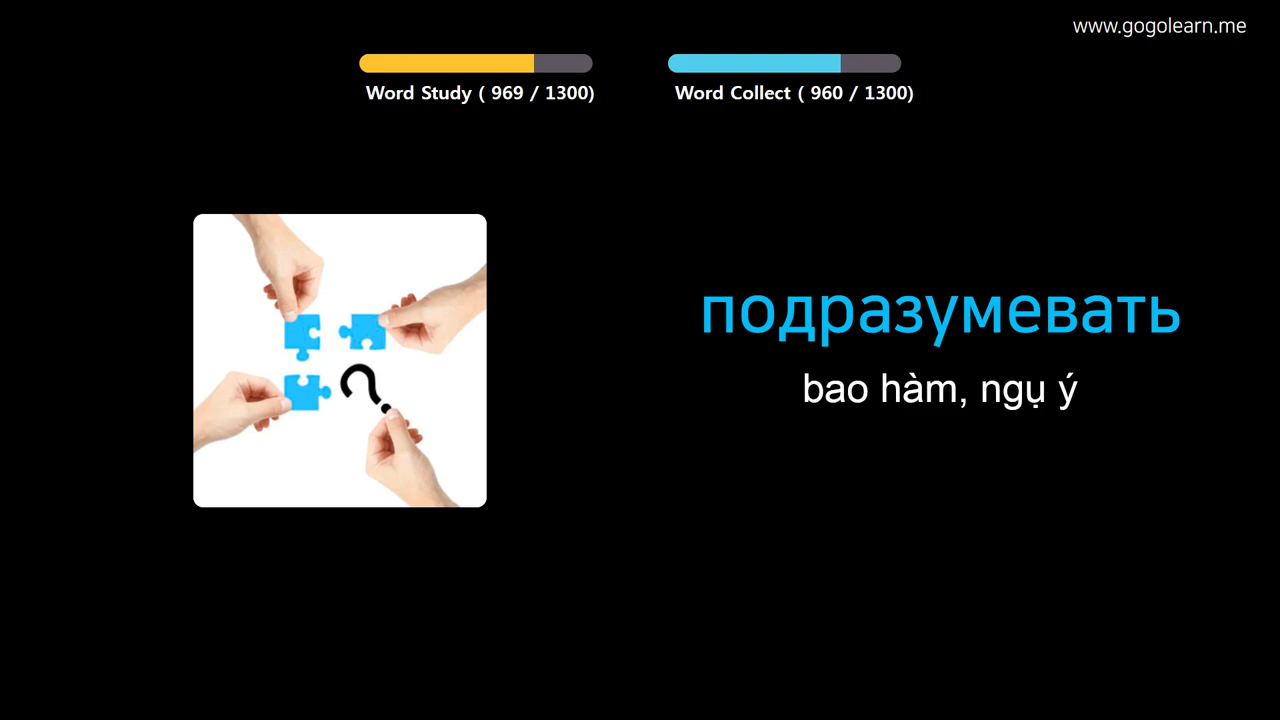 www.gogolearn.me
Word Study ( 969 / 1300)
Word Collect ( 960 / 1300)
подразумевать
bao hàm, ngụ ý
?